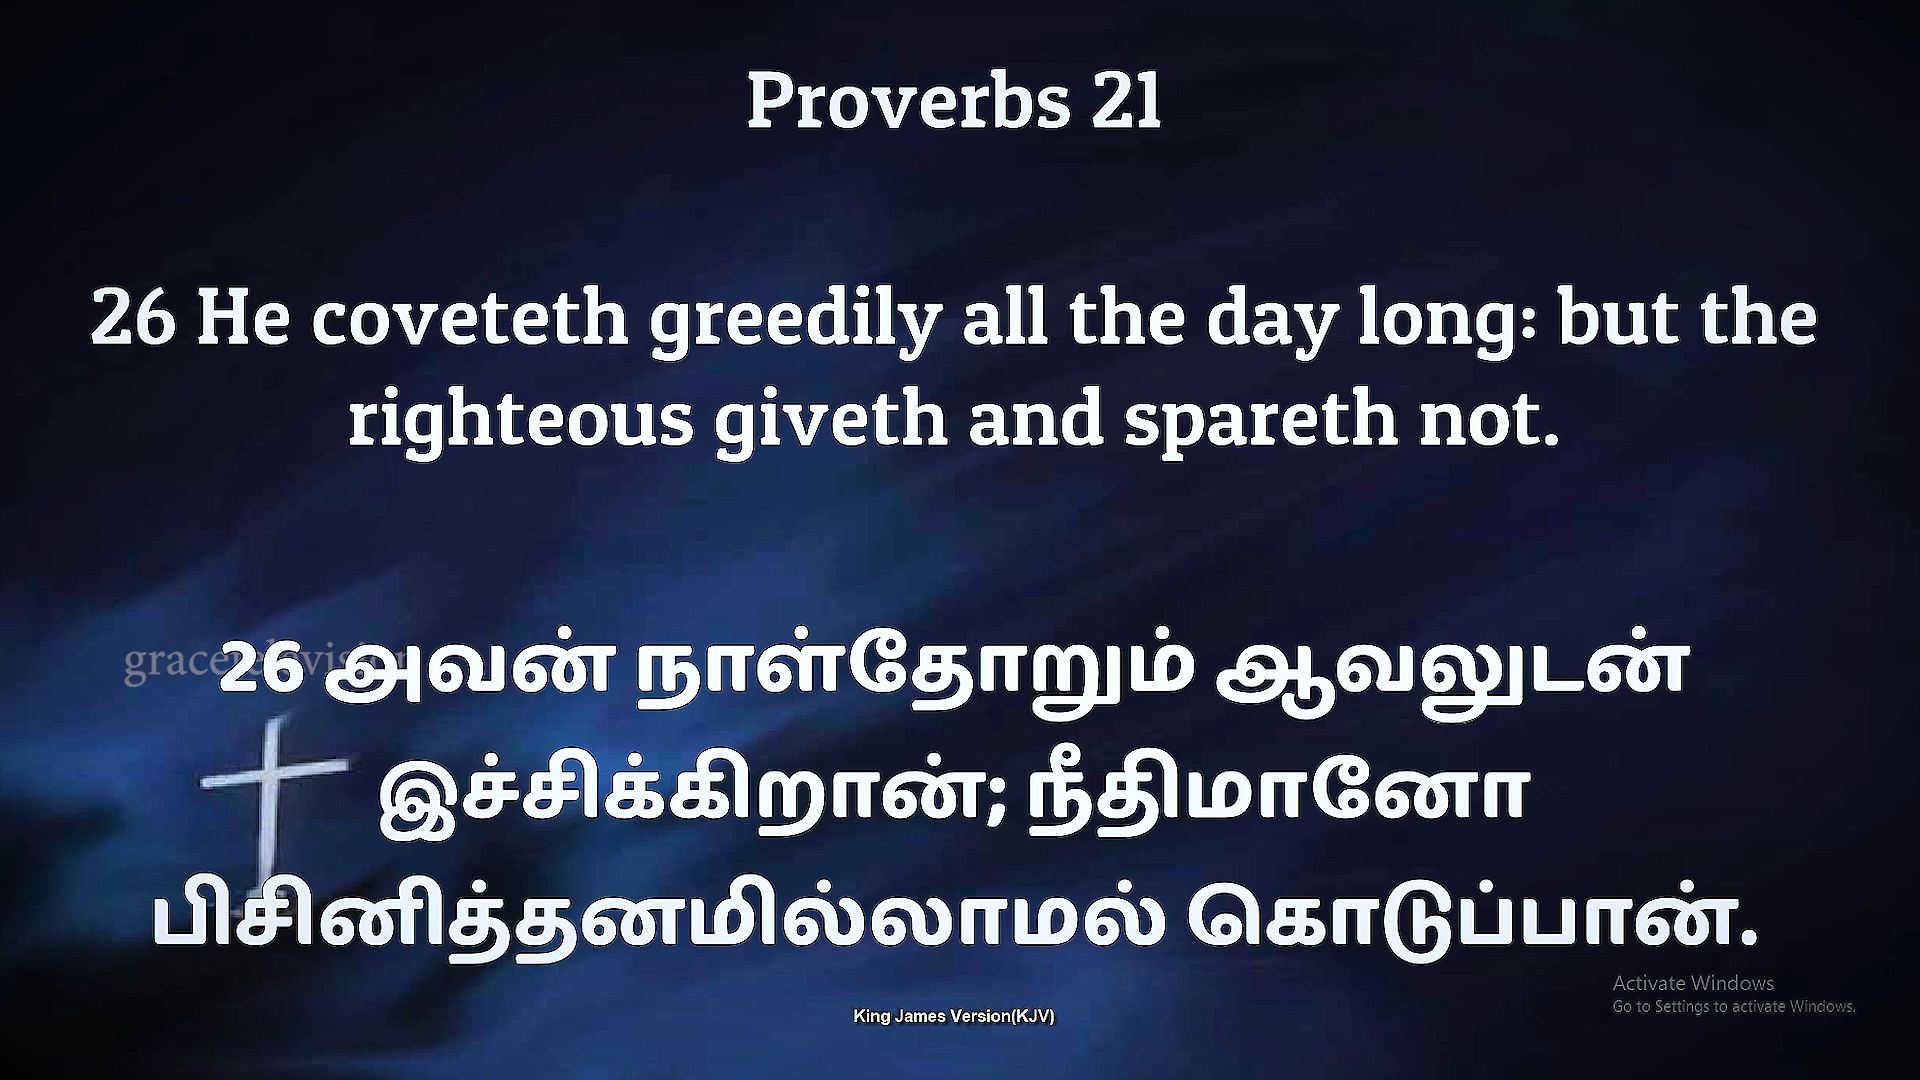 Proverbs 21
26 He coveteth greedily all the day long: but the
righteous giveth and spareth not.
26 அவன் நாள்தோறும் ஆவலுடன்
இச்சிக்கிறான்; நீதிமானோ
பிசினித்தனமில்லாமல் கொடுப்பான்.
Activate Windows
Go to Settings to activate Windows.
King James Version(KJV)